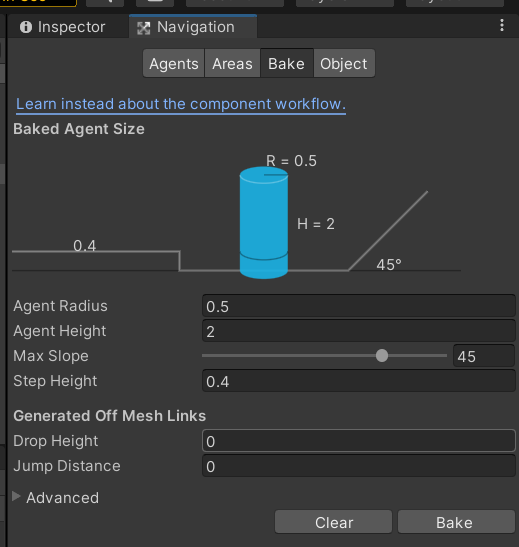 Inspector Navigation
Agents Areas Bake Object
Learn instead about the component workflow.
Baked Agent Size
R = 0.5
H = 2
0.4
45°
Agent Radius 0.5
Agent Height 2
Max Slope 45
Step Height 0.4
Generated Off Mesh Links
Drop Height 0
Jump Distance 0
Advanced
Clear Bake